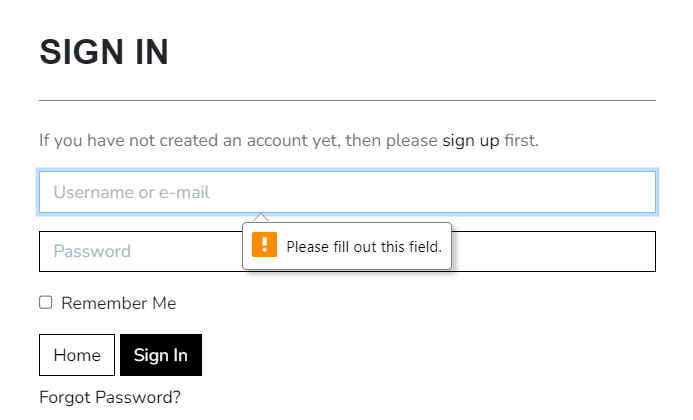 SIGN IN
If you have not created an account yet, then please sign up first.
Username or e-mail
Please fill out this field.
Password
Remember Me
Home Sign In
Forgot Password?